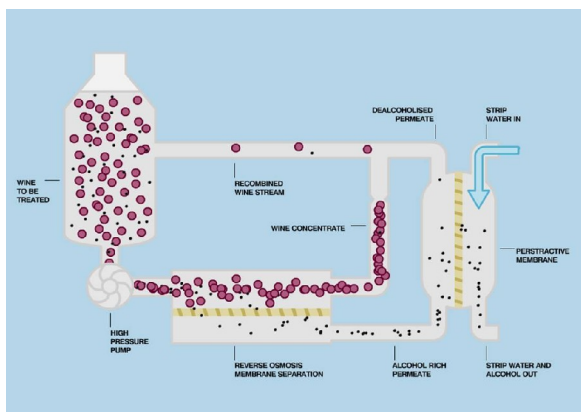 DEALCOHOLISED
PERMEATE
STRIP
WATER IN
WINE
TO BE
TREATED
RECOMBINED
WINE STREAM
WINE CONCENTRATE
PERSTRACTIVE
MEMBRANE
HIGH
PRESSURE
PUMP
REVERSE OSMOSIS
MEMBRANE SEPARATION
ALCOHOL RICH
PERMEATE
STRIP WATER AND
ALCOHOL OUT